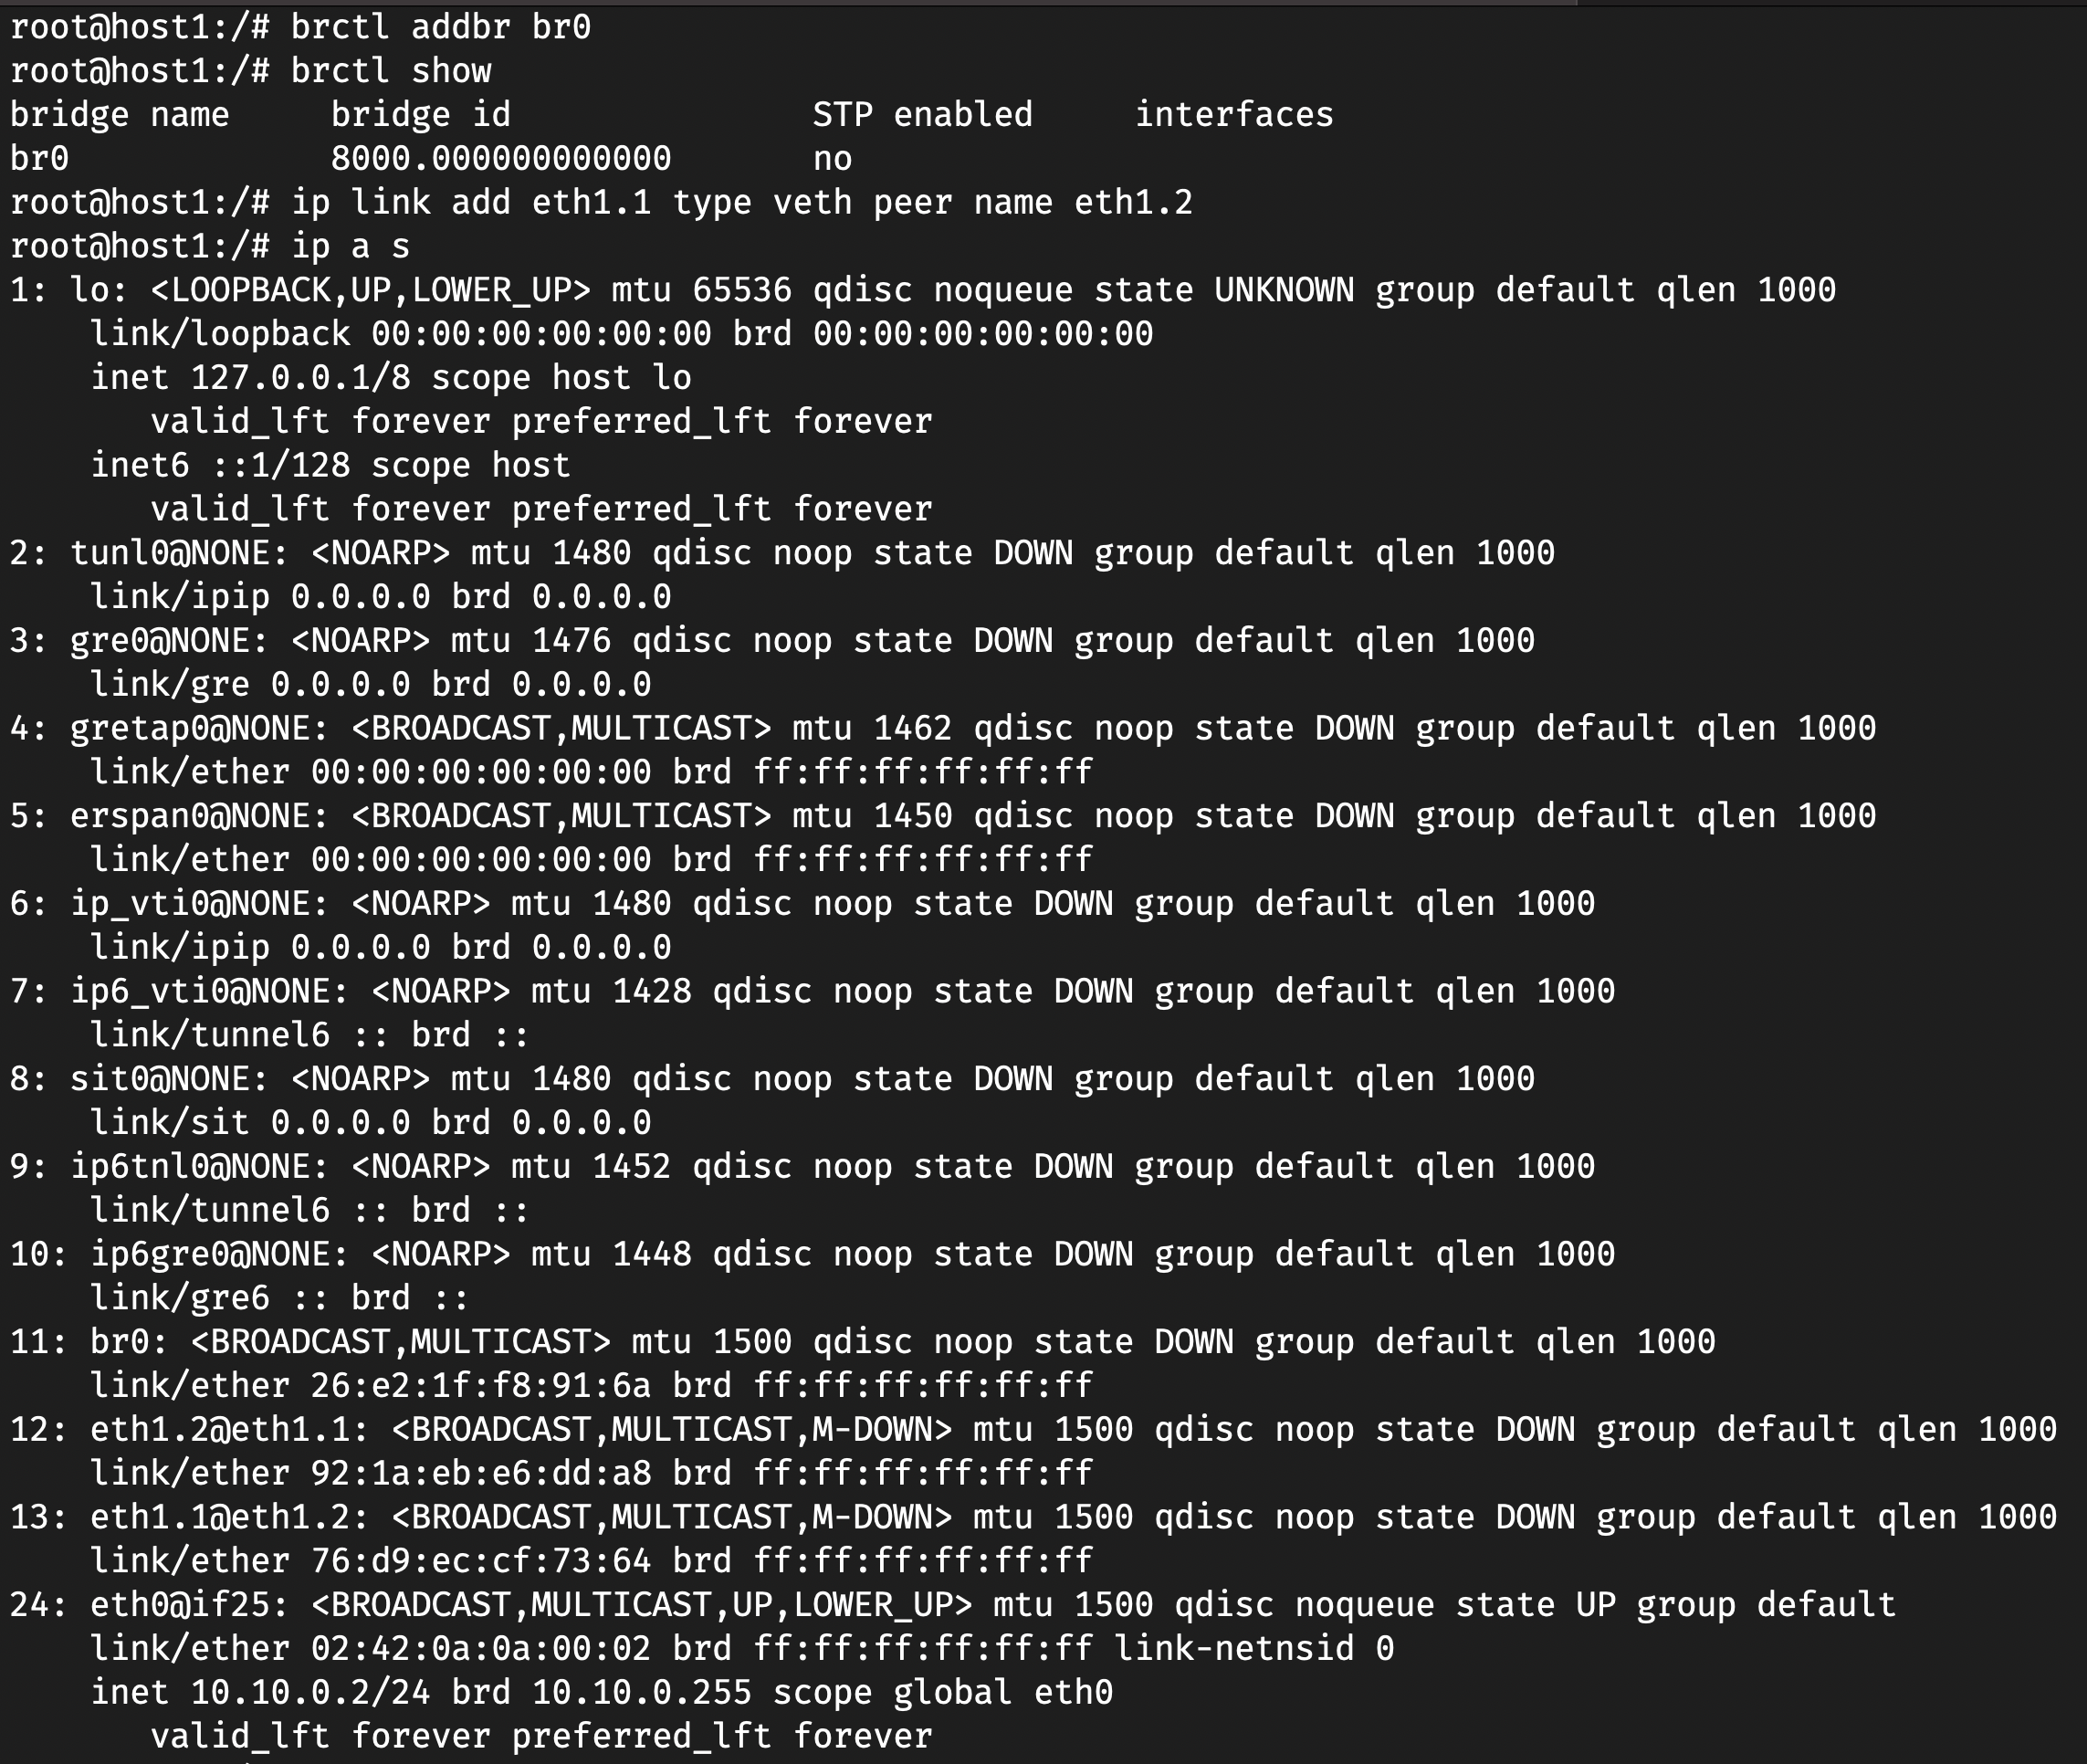 root@host1:/# brctl addbr br0
root@host1:/# brctl show
bridge name     bridge id               STP enabled     interfaces
br0             8000.000000000000       no
root@host1:/# ip link add eth1.1 type veth peer name eth1.2
root@host1:/# ip a s
1: lo: <LOOPBACK,UP,LOWER_UP> mtu 65536 qdisc noqueue state UNKNOWN group default qlen 1000
    link/loopback 00:00:00:00:00:00 brd 00:00:00:00:00:00
    inet 127.0.0.1/8 scope host lo
       valid_lft forever preferred_lft forever
    inet6 ::1/128 scope host
       valid_lft forever preferred_lft forever
2: tunl0@NONE: <NOARP> mtu 1480 qdisc noop state DOWN group default qlen 1000
    link/ipip 0.0.0.0 brd 0.0.0.0
3: gre0@NONE: <NOARP> mtu 1476 qdisc noop state DOWN group default qlen 1000
    link/gre 0.0.0.0 brd 0.0.0.0
4: gretap0@NONE: <BROADCAST,MULTICAST> mtu 1462 qdisc noop state DOWN group default qlen 1000
    link/ether 00:00:00:00:00:00 brd ff:ff:ff:ff:ff:ff
5: erspan0@NONE: <BROADCAST,MULTICAST> mtu 1450 qdisc noop state DOWN group default qlen 1000
    link/ether 00:00:00:00:00:00 brd ff:ff:ff:ff:ff:ff
6: ip_vti0@NONE: <NOARP> mtu 1480 qdisc noop state DOWN group default qlen 1000
    link/ipip 0.0.0.0 brd 0.0.0.0
7: ip6_vti0@NONE: <NOARP> mtu 1428 qdisc noop state DOWN group default qlen 1000
    link/tunnel6 :: brd ::
8: sit0@NONE: <NOARP> mtu 1480 qdisc noop state DOWN group default qlen 1000
    link/sit 0.0.0.0 brd 0.0.0.0
9: ip6tnl0@NONE: <NOARP> mtu 1452 qdisc noop state DOWN group default qlen 1000
    link/tunnel6 :: brd ::
10: ip6gre0@NONE: <NOARP> mtu 1448 qdisc noop state DOWN group default qlen 1000
    link/gre6 :: brd ::
11: br0: <BROADCAST,MULTICAST> mtu 1500 qdisc noop state DOWN group default qlen 1000
    link/ether 26:e2:1f:f8:91:6a brd ff:ff:ff:ff:ff:ff
12: eth1.2@eth1.1: <BROADCAST,MULTICAST,M-DOWN> mtu 1500 qdisc noop state DOWN group default qlen 1000
    link/ether 92:1a:eb:e6:dd:a8 brd ff:ff:ff:ff:ff:ff
13: eth1.1@eth1.2: <BROADCAST,MULTICAST,M-DOWN> mtu 1500 qdisc noop state DOWN group default qlen 1000
    link/ether 76:d9:ec:cf:73:64 brd ff:ff:ff:ff:ff:ff
24: eth0@if25: <BROADCAST,MULTICAST,UP,LOWER_UP> mtu 1500 qdisc noqueue state UP group default
    link/ether 02:42:0a:0a:00:02 brd ff:ff:ff:ff:ff:ff link-netnsid 0
    inet 10.10.0.2/24 brd 10.10.0.255 scope global eth0
       valid_lft forever preferred_lft forever